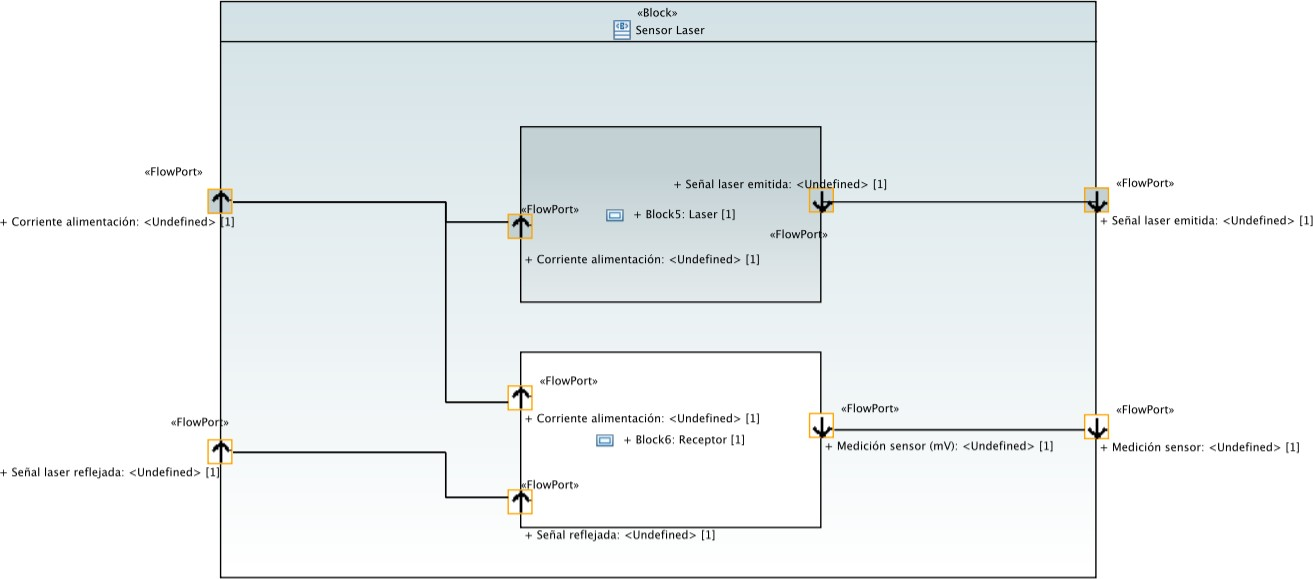 «Block»
Sensor Laser
«FlowPort»
+ Corriente alimentación: <Undefined> [1]
+ Señal laser emitida: <Undefined> [1]
«FlowPort»
+ Block5: Laser [1]
«FlowPort»
+ Corriente alimentación: <Undefined> [1]
«FlowPort»
+ Señal laser emitida: <Undefined> [1]
«FlowPort»
+ Corriente alimentación: <Undefined> [1]
+ Block6: Receptor [1]
«FlowPort»
+ Medición sensor (mV): <Undefined> [1]
«FlowPort»
+ Medición sensor: <Undefined> [1]
«FlowPort»
+ Señal laser reflejada: <Undefined> [1]
«FlowPort»
+ Señal reflejada: <Undefined> [1]